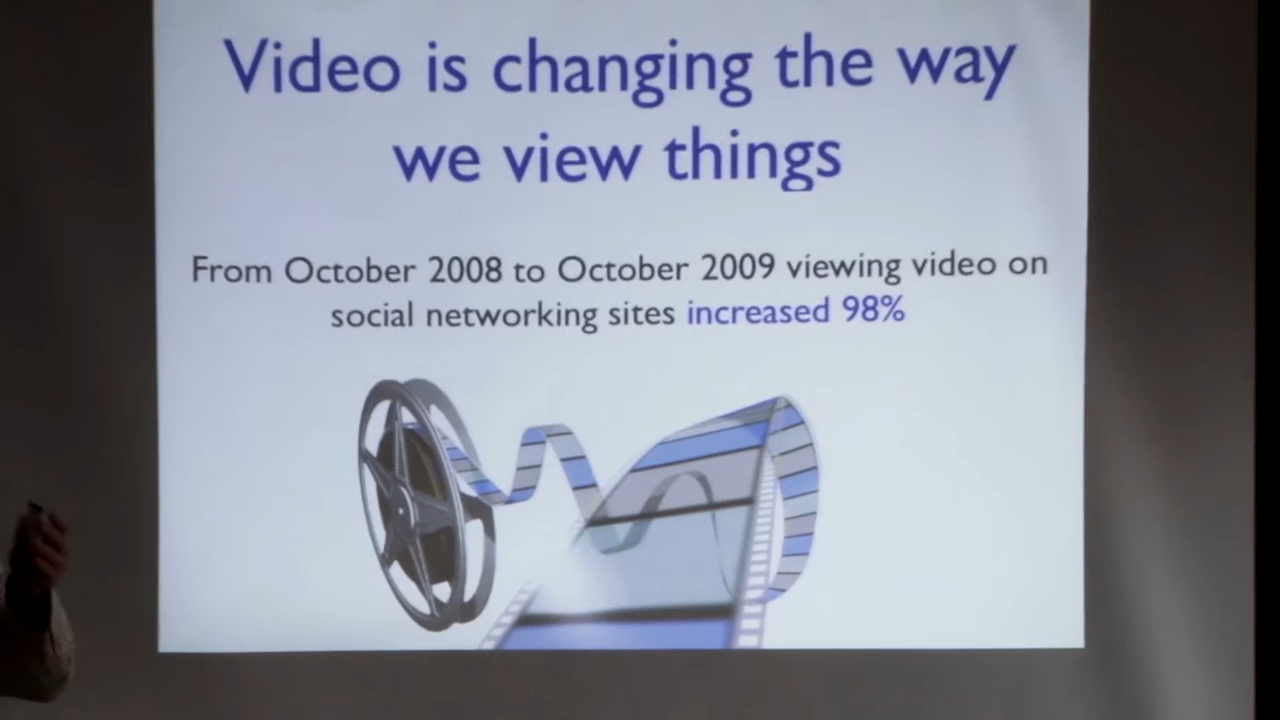 Video is changing the way
we view things
From October 2008 to October 2009 viewing video on
social networking sites increased 98%